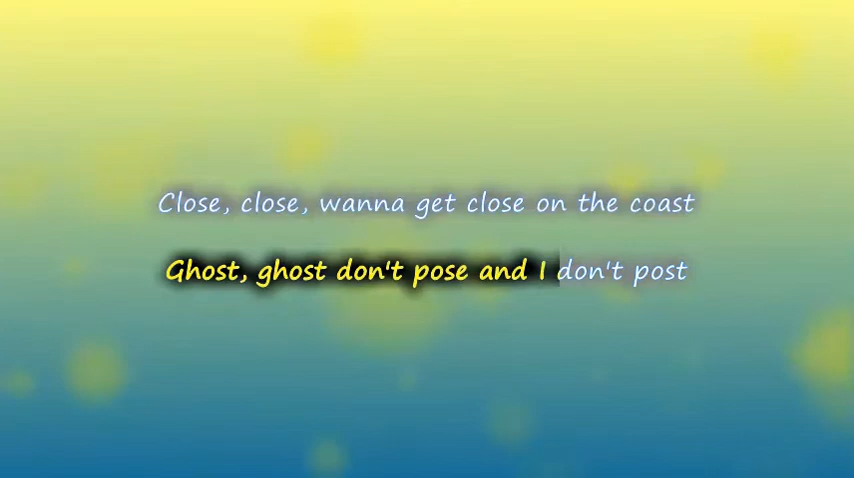 Close, close, wanna get close on the coast
Ghost, ghost don't pose and I don't post